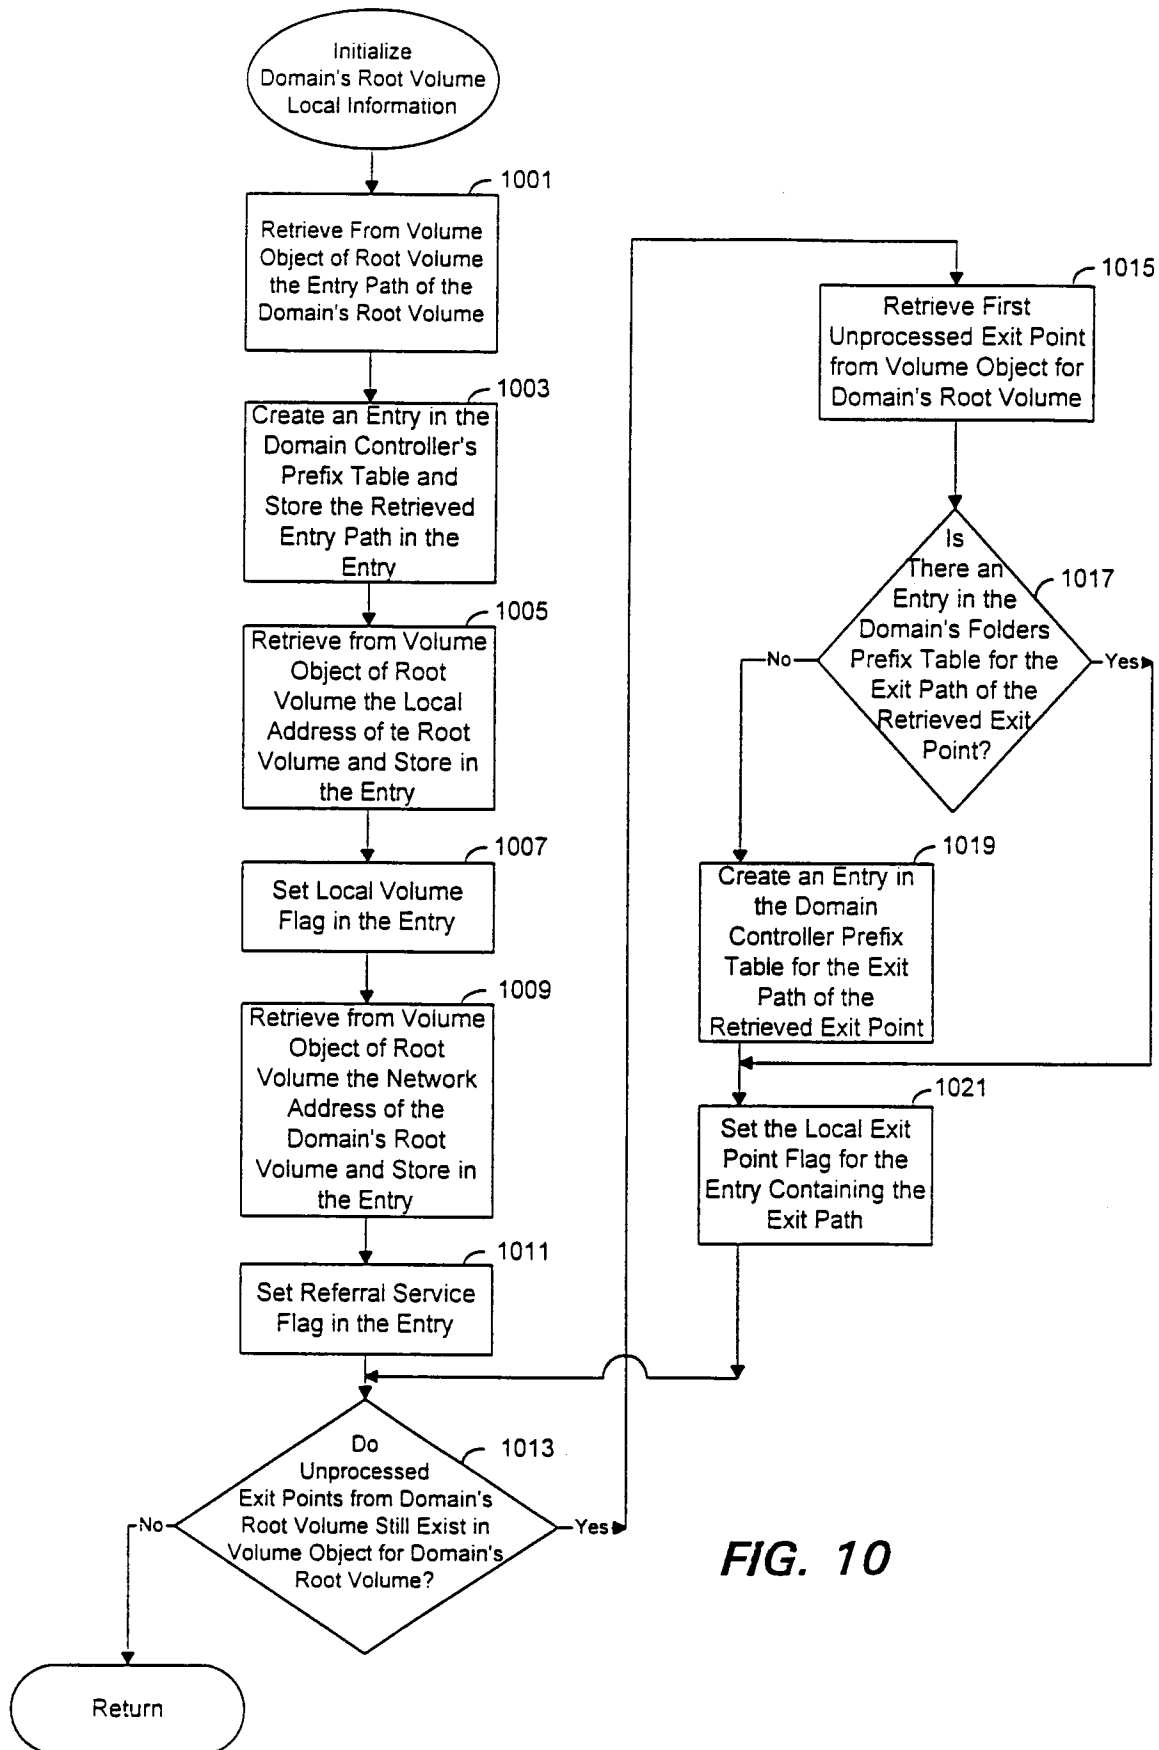 Initialize
Domain's Root Volume
Local Information
1001
Retrieve From Volume
Object of Root Volume
the Entry Path of the
Domain's Root Volume
1003
Create an Entry in the
Domain Controller's
Prefix Table and
Store the Retrieved
Entry Path in the
Entry
1005
Retrieve from Volume
Object of Root
Volume the Local
Address of te Root
Volume and Store in
the Entry
1007
Set Local Volume
Flag in the Entry
1009
Retrieve from Volume
Object of Root
Volume the Network
Address of the
Domain's Root
Volume and Store in
the Entry
1011
Set Referral Service
Flag in the Entry
1013
Do
Unprocessed
Exit Points from Domain's
Root Volume Still Exist in
Volume Object for Domain's
Root Volume?
No
Yes
Return
1015
Retrieve First
Unprocessed Exit Point
from Volume Object for
Domain's Root Volume
1017
Is
There an
Entry in the
Domain's Folders
Prefix Table for the
Exit Path of the
Retrieved Exit
Point?
No
Yes
1019
Create an Entry in
the Domain
Controller Prefix
Table for the Exit
Path of the
Retrieved Exit Point
1021
Set the Local Exit
Point Flag for the
Entry Containing the
Exit Path
FIG. 10